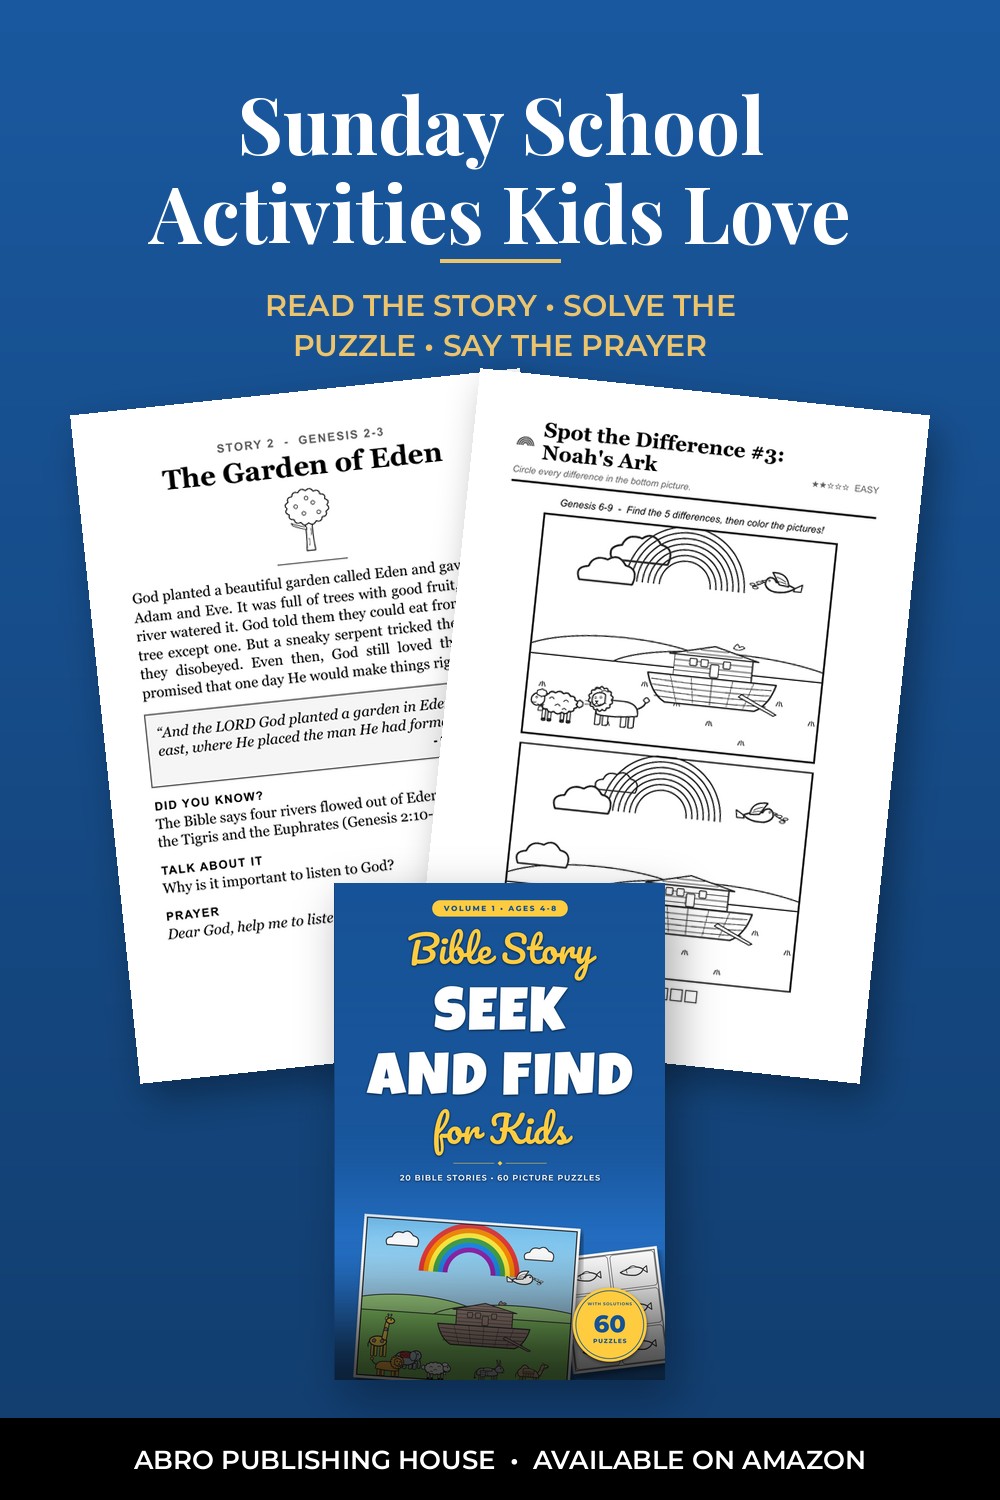 Sunday School
Activities Kids Love
READ THE STORY • SOLVE THE
PUZZLE • SAY THE PRAYER
STORY 2 - GENESIS 2-3
The Garden of Eden
God planted a beautiful garden called Eden and gav
Adam and Eve. It was full of trees with good fruit,
river watered it. God told them they could eat fro
tree except one. But a sneaky serpent tricked the
they disobeyed. Even then, God still loved th
promised that one day He would make things rig
“And the LORD God planted a garden in Ede
east, where He placed the man He had form
DID YOU KNOW?
The Bible says four rivers flowed out of Eden
the Tigris and the Euphrates (Genesis 2:10-
TALK ABOUT IT
Why is it important to listen to God?
PRAYER
Dear God, help me to liste
Spot the Difference #3:
Noah's Ark
Circle every difference in the bottom picture.
★★☆☆☆ EASY
Genesis 6-9 - Find the 5 differences, then color the pictures!
VOLUME 1 • AGES 4-8
Bible Story
SEEK
AND FIND
for Kids
20 BIBLE STORIES • 60 PICTURE PUZZLES
WITH SOLUTIONS
60
PUZZLES
ABRO PUBLISHING HOUSE • AVAILABLE ON AMAZON